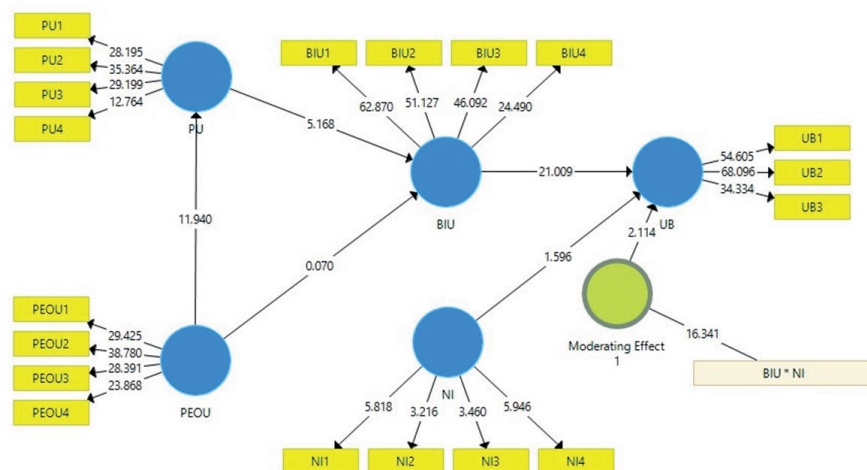 PU1
PU2
PU3
PU4
28.195
35.364
29.199
12.764
PU
BIU1
BIU2
BIU3
BIU4
62.870
51.127
46.092
24.490
5.168
BIU
21.009
UB1
UB2
UB3
54.605
68.096
34.334
UB
11.940
0.070
1.596
2.114
Moderating Effect
1
16.341
BIU * NI
PEOU1
PEOU2
PEOU3
PEOU4
29.425
38.780
28.391
23.868
PEOU
NI
5.818
3.216
3.460
5.946
NI1
NI2
NI3
NI4